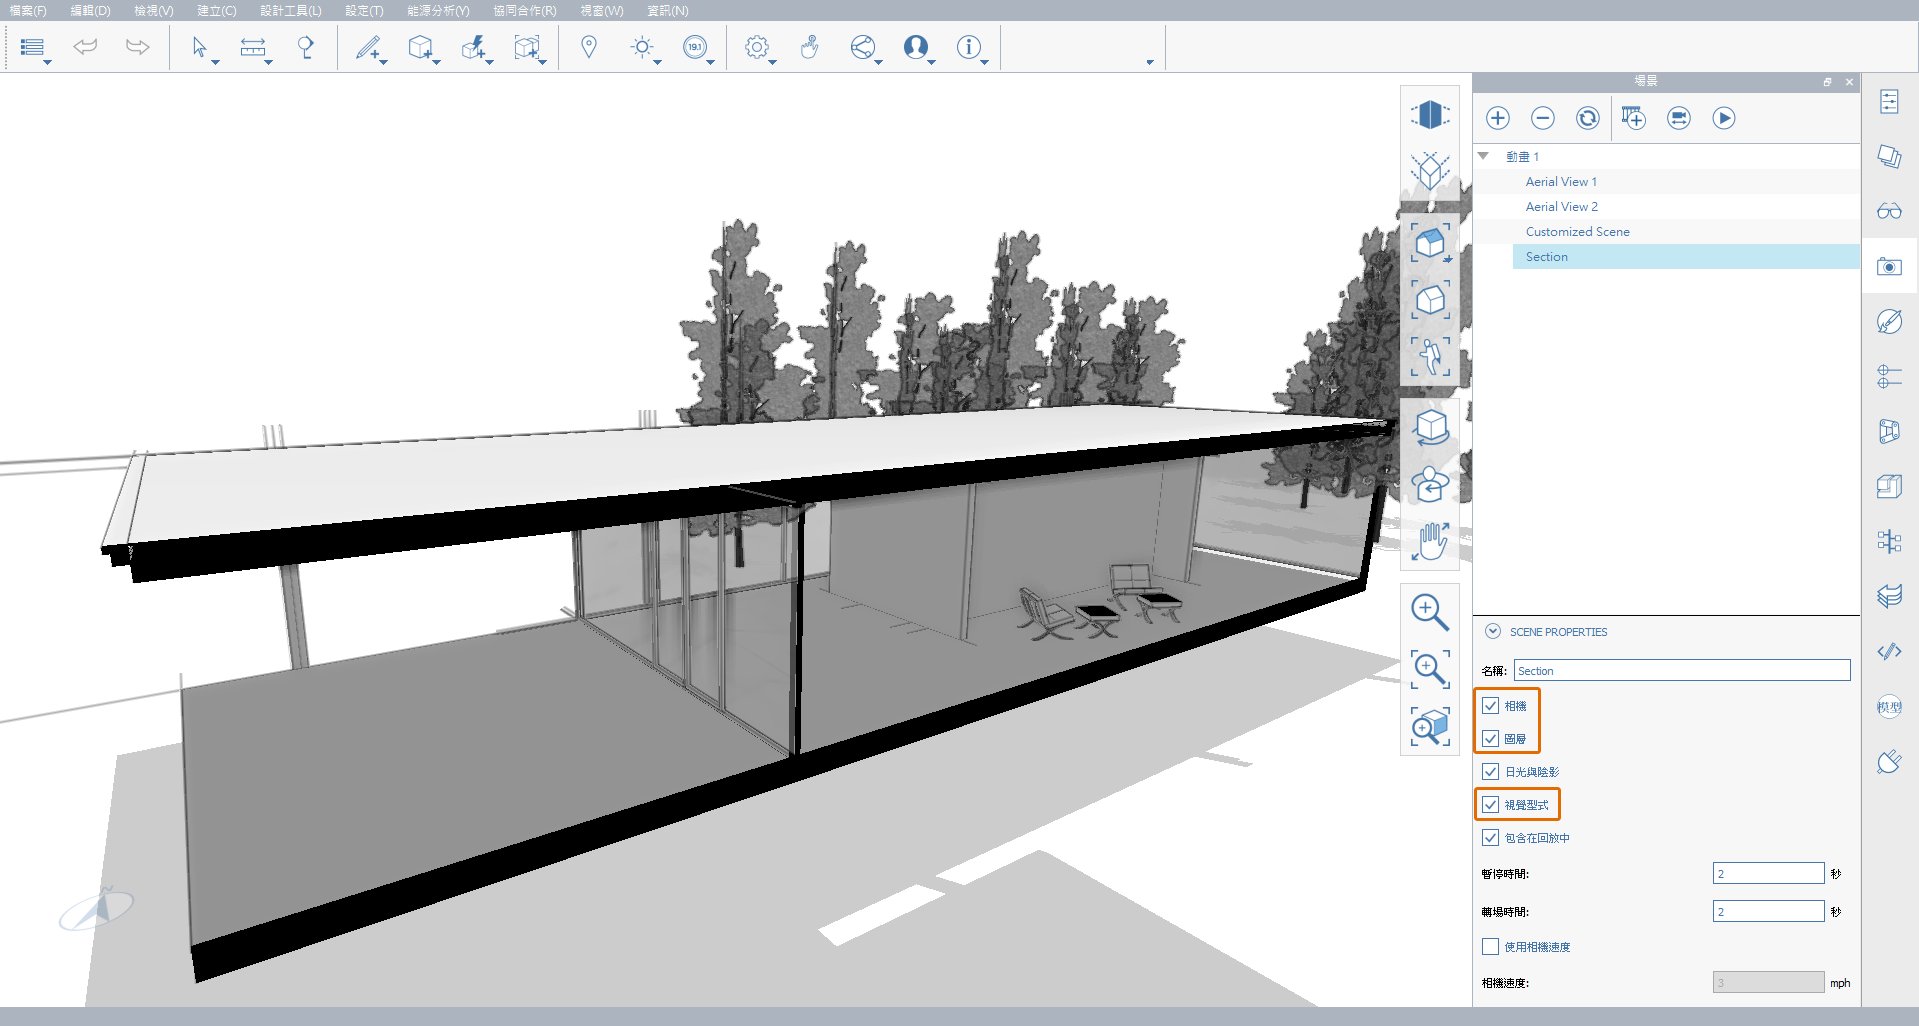 檔案(F) 編輯(D) 檢視(V) 建立(C) 設計工具(L) 設定(T) 能源分析(Y) 協同合作(R) 視窗(W) 資訊(N)
19.1
場景
動畫 1
Aerial View 1
Aerial View 2
Customized Scene
Section
SCENE PROPERTIES
名稱: Section
相機
圖層
日光與陰影
視覺型式
包含在回放中
暫停時間: 2 秒
轉場時間: 2 秒
使用相機速度
相機速度: 3 mph
模型